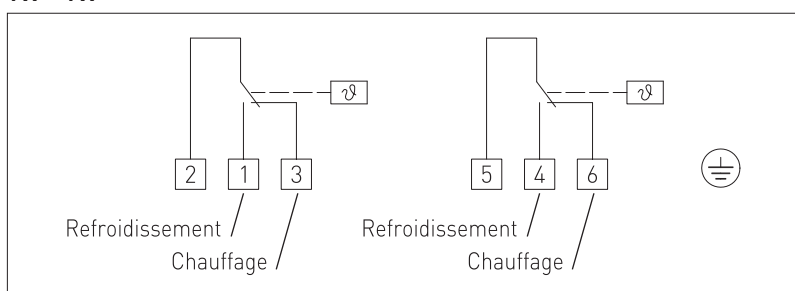 ϑ ϑ
2 1 3 5 4 6
Refroidissement Refroidissement
Chauffage Chauffage